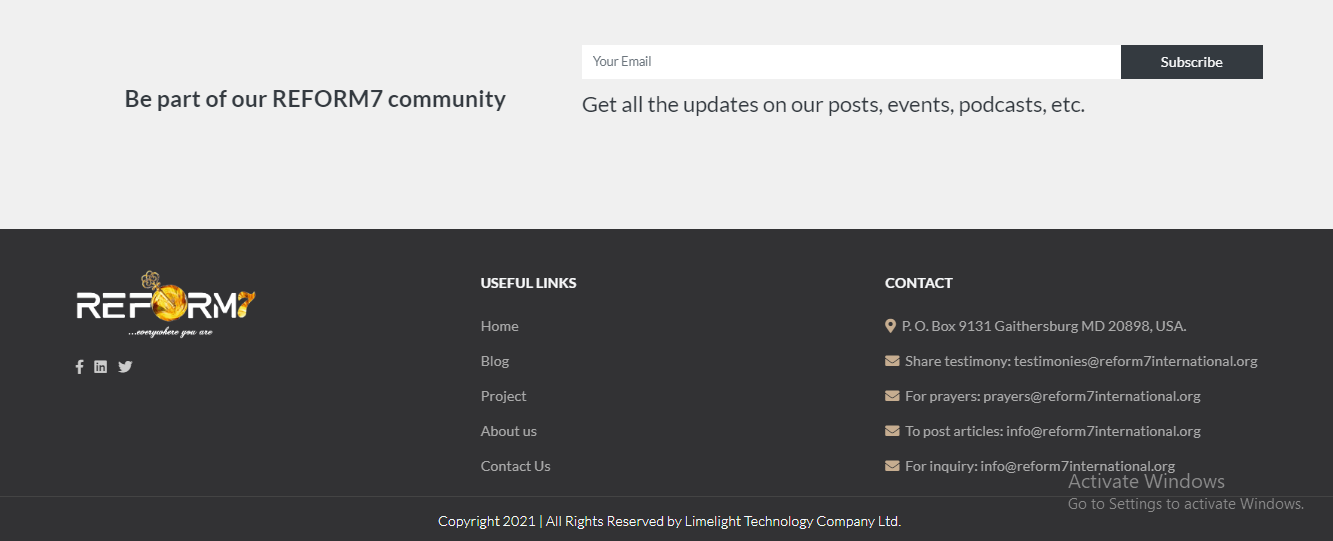 Your Email
Subscribe
Be part of our REFORM7 community
Get all the updates on our posts, events, podcasts, etc.
REFORM7
...everywhere you are
USEFUL LINKS
Home
Blog
Project
About us
Contact Us
CONTACT
P. O. Box 9131 Gaithersburg MD 20898, USA.
Share testimony: testimonies@reform7international.org
For prayers: prayers@reform7international.org
To post articles: info@reform7international.org
For inquiry: info@reform7international.org
Activate Windows
Go to Settings to activate Windows.
Copyright 2021 | All Rights Reserved by Limelight Technology Company Ltd.